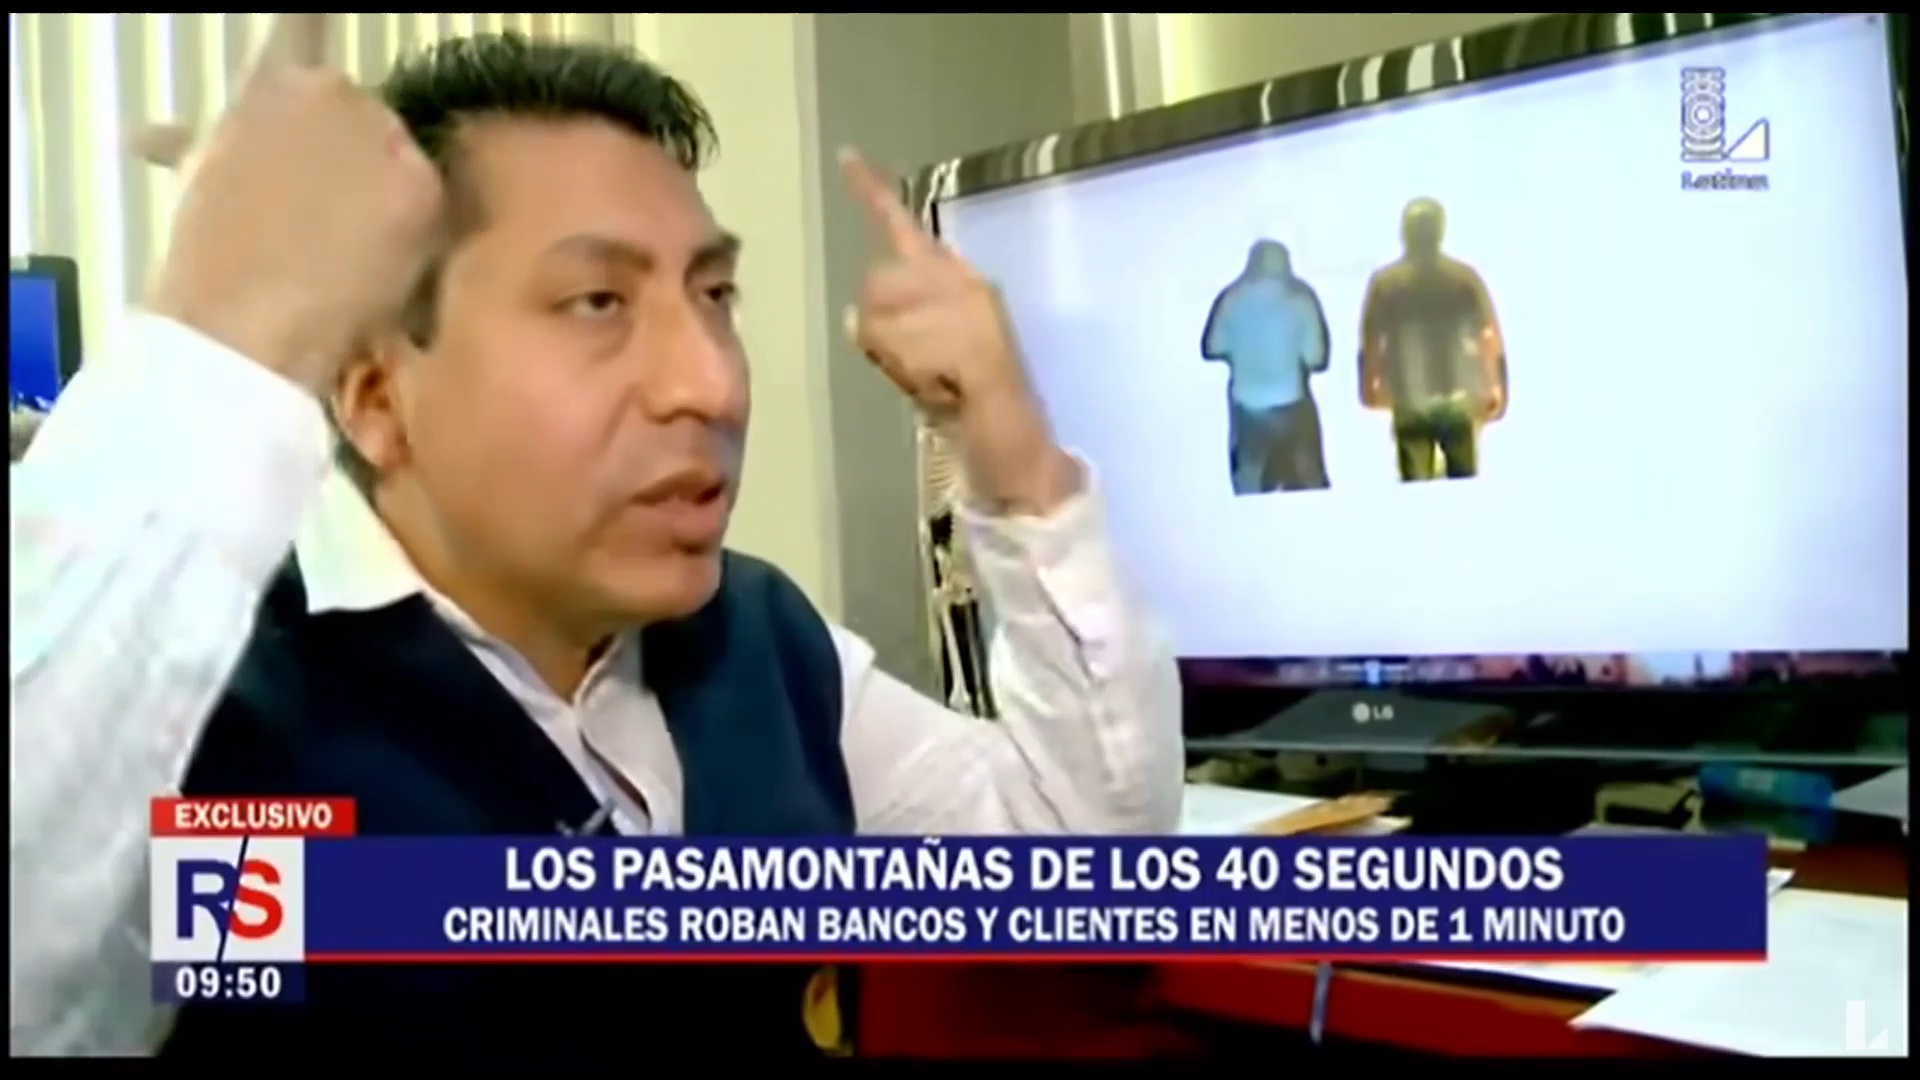 Latina
LG
EXCLUSIVO
RS
LOS PASAMONTAÑAS DE LOS 40 SEGUNDOS
CRIMINALES ROBAN BANCOS Y CLIENTES EN MENOS DE 1 MINUTO
09:50